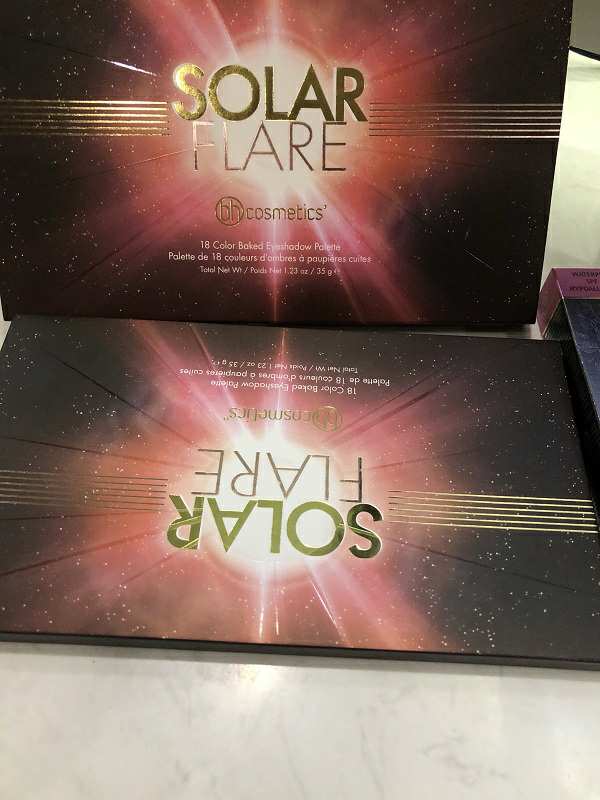 SOLAR
FLARE
bh cosmetics®
18 Color Baked Eyeshadow Palette
Palette de 18 couleurs d'ombres à paupières cuites
Total Net Wt / Poids Net 1.23 oz / 35 g ℮
SOLAR
FLARE
bh cosmetics®
18 Color Baked Eyeshadow Palette
Palette de 18 couleurs d'ombres à paupières cuites
Total Net Wt / Poids Net 1.23 oz / 35 g ℮